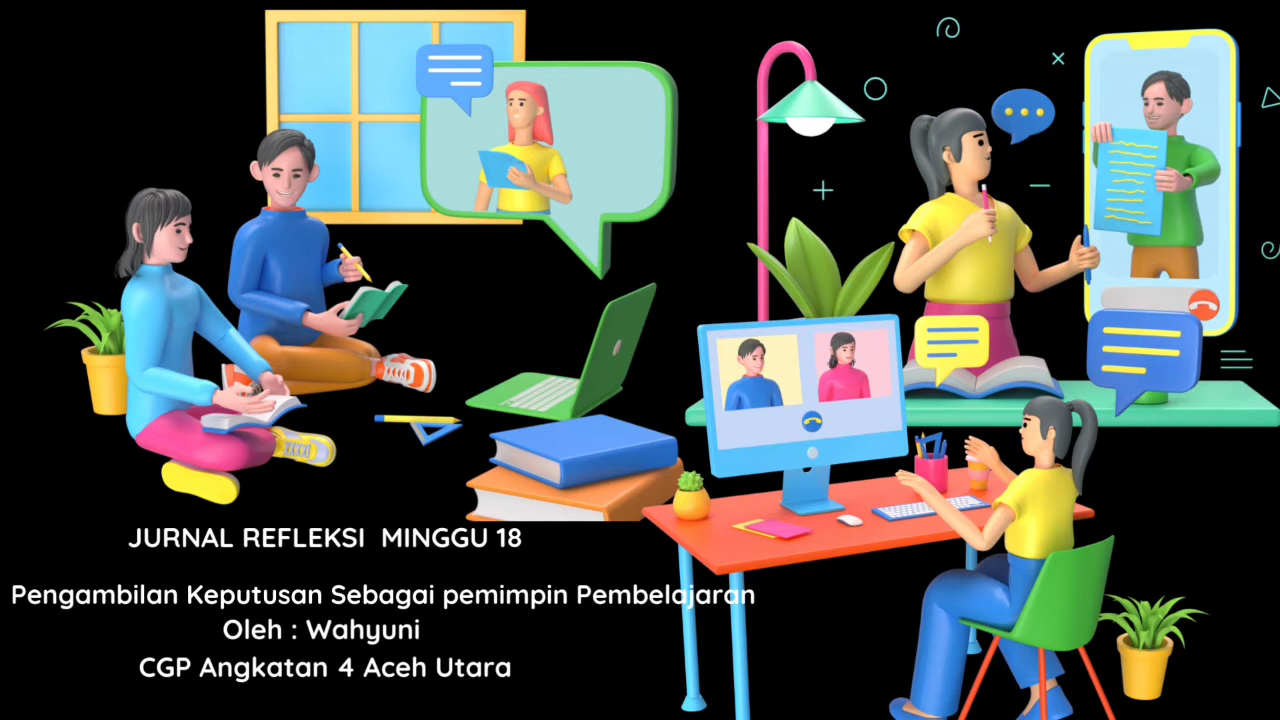 JURNAL REFLEKSI  MINGGU 18
Pengambilan Keputusan Sebagai pemimpin Pembelajaran
Oleh : Wahyuni
CGP Angkatan 4 Aceh Utara